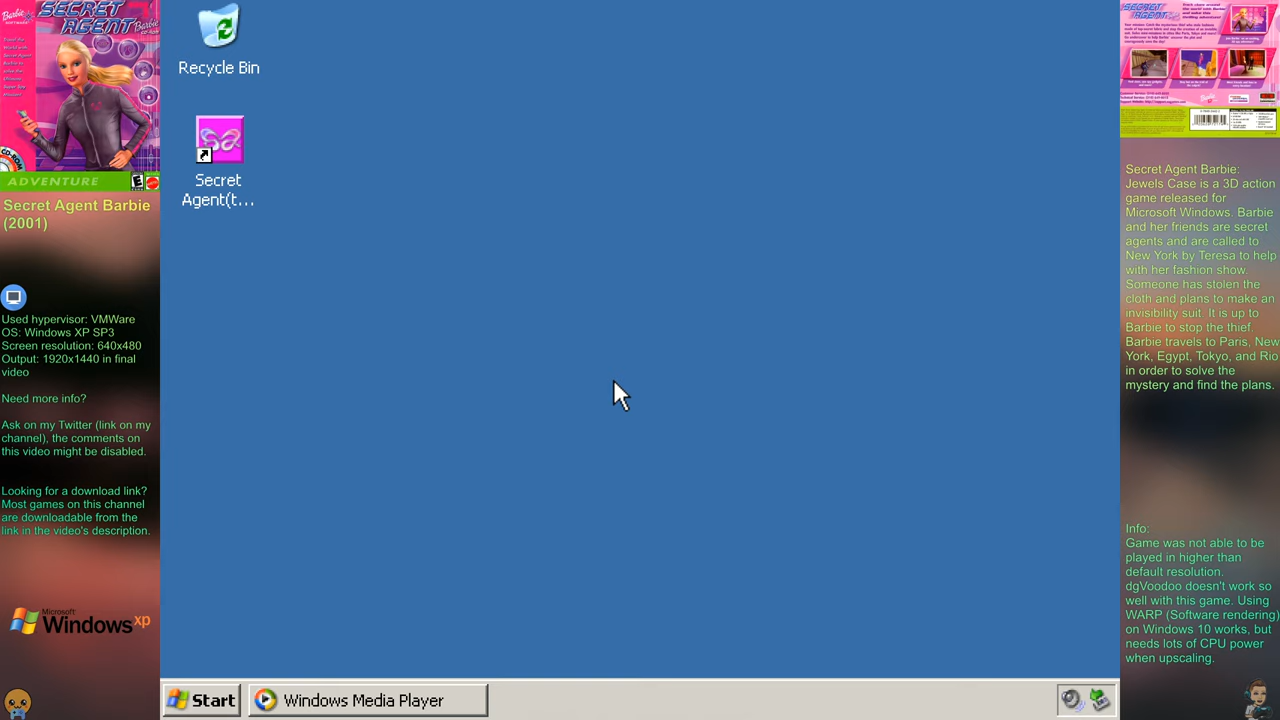 SECRET
AGENT Barbie
CD-ROM
ADVENTURE
Secret Agent Barbie
(2001)
Used hypervisor: VMWare
OS: Windows XP SP3
Screen resolution: 640x480
Output: 1920x1440 in final
video
Need more info?
Ask on my Twitter (link on my
channel), the comments on
this video might be disabled.
Looking for a download link?
Most games on this channel
are downloadable from the
link in the video's description.
Microsoft
Windows xp
Recycle Bin
Secret
Agent(t...
Start
Windows Media Player
Secret Agent Barbie:
Jewels Case is a 3D action
game released for
Microsoft Windows. Barbie
and her friends are secret
agents and are called to
New York by Teresa to help
with her fashion show.
Someone has stolen the
cloth and plans to make an
invisibility suit. It is up to
Barbie to stop the thief.
Barbie travels to Paris, New
York, Egypt, Tokyo, and Rio
in order to solve the
mystery and find the plans.
Info:
Game was not able to be
played in higher than
default resolution.
dgVoodoo doesn't work so
well with this game. Using
WARP (Software rendering)
on Windows 10 works, but
needs lots of CPU power
when upscaling.